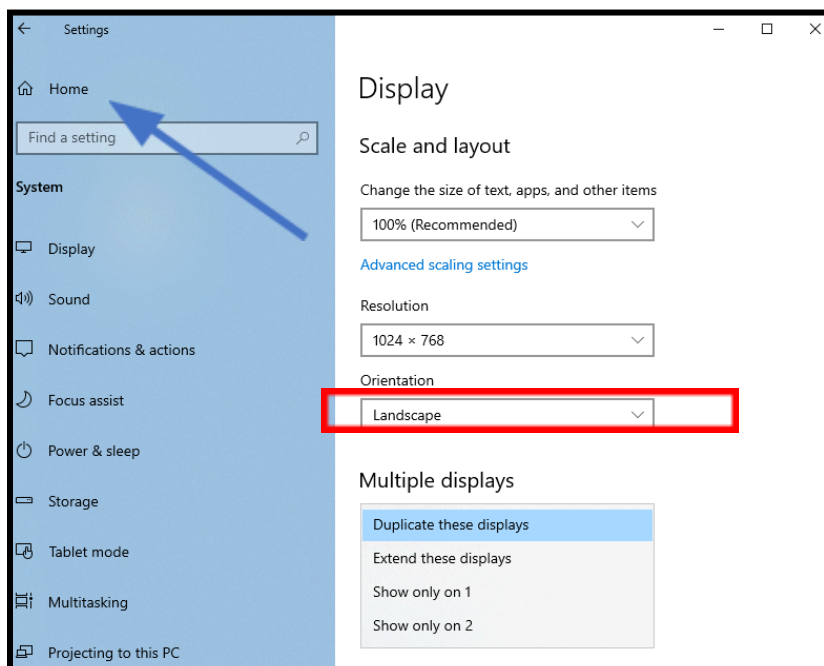 Settings
Home
Find a setting
System
Display
Sound
Notifications & actions
Focus assist
Power & sleep
Storage
Tablet mode
Multitasking
Projecting to this PC
Display
Scale and layout
Change the size of text, apps, and other items
100% (Recommended)
Advanced scaling settings
Resolution
1024 × 768
Orientation
Landscape
Multiple displays
Duplicate these displays
Extend these displays
Show only on 1
Show only on 2